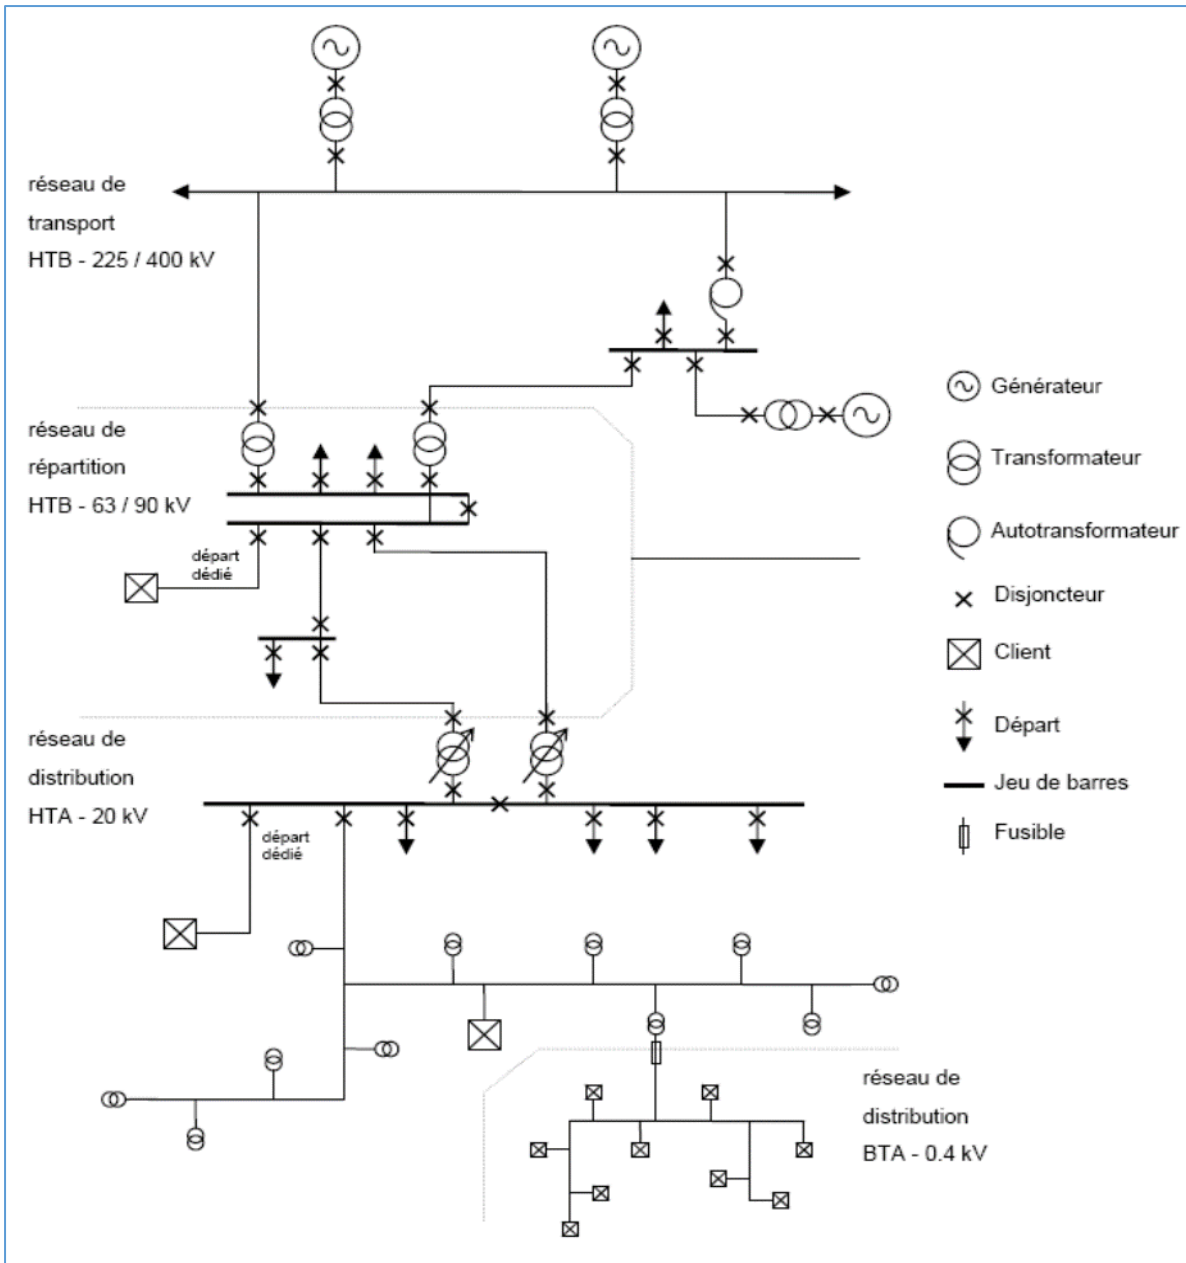 réseau de
transport
HTB - 225 / 400 kV
réseau de
répartition
HTB - 63 / 90 kV
départ
dédié
réseau de
distribution
HTA - 20 kV
départ
dédié
réseau de
distribution
BTA - 0.4 kV
Générateur
Transformateur
Autotransformateur
Disjoncteur
Client
Départ
Jeu de barres
Fusible